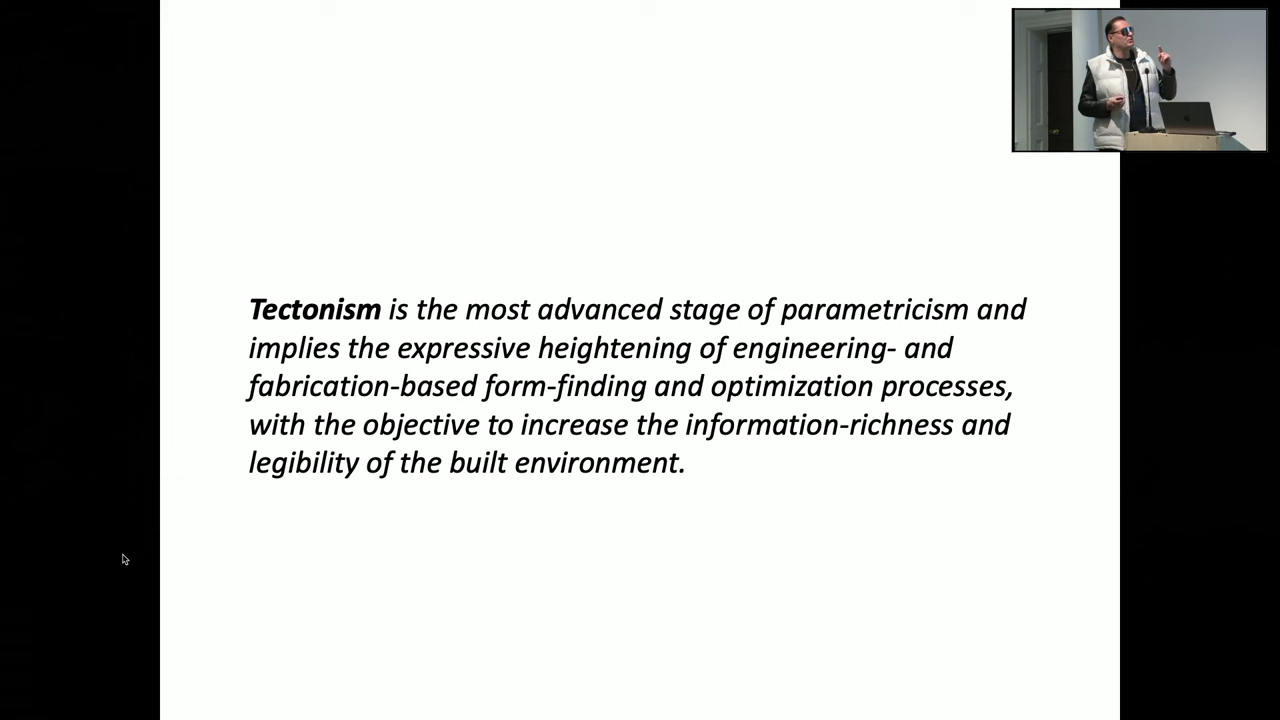 Tectonism is the most advanced stage of parametricism and
implies the expressive heightening of engineering- and
fabrication-based form-finding and optimization processes,
with the objective to increase the information-richness and
legibility of the built environment.